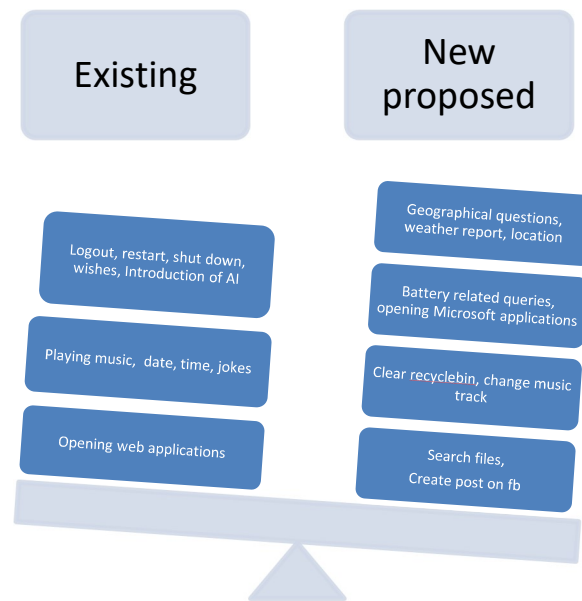 Existing
New
proposed
Logout, restart, shut down,
wishes, Introduction of AI
Playing music, date, time, jokes
Opening web applications
Geographical questions,
weather report, location
Battery related queries,
opening Microsoft applications
Clear recyclebin, change music
track
Search files,
Create post on fb